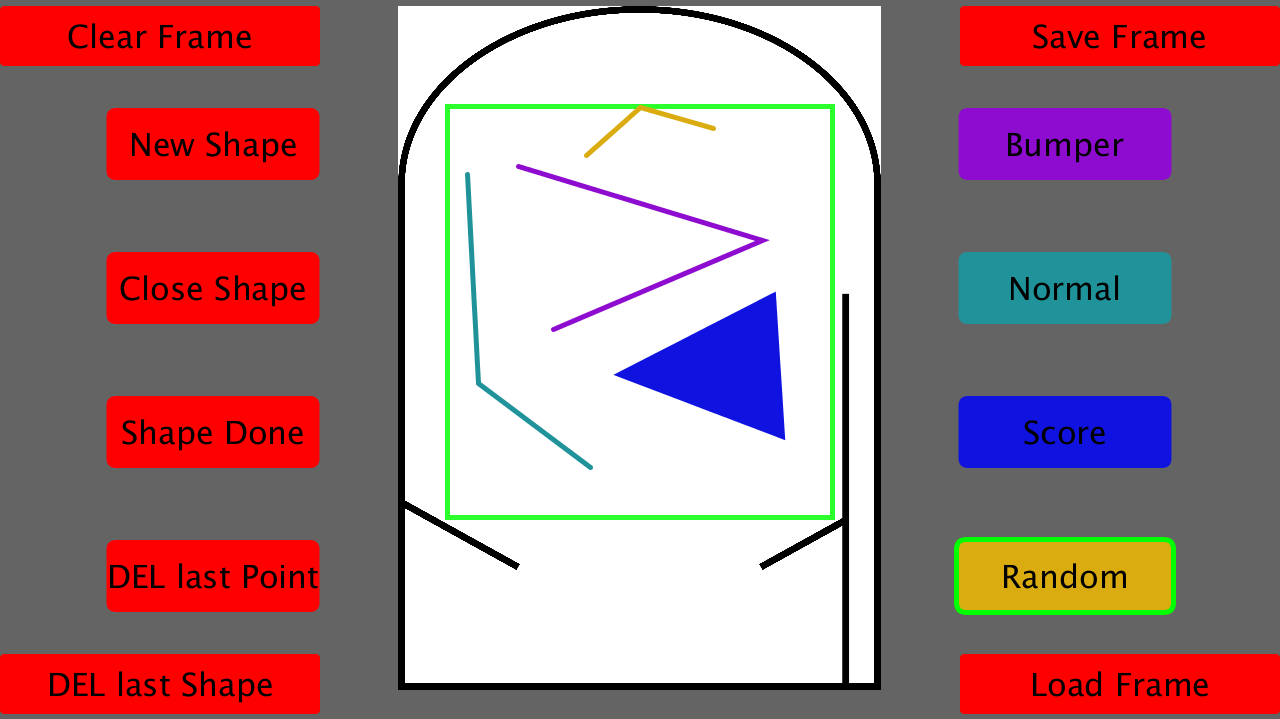 Clear Frame
Save Frame
New Shape
Bumper
Close Shape
Normal
Shape Done
Score
DEL last Point
Random
DEL last Shape
Load Frame